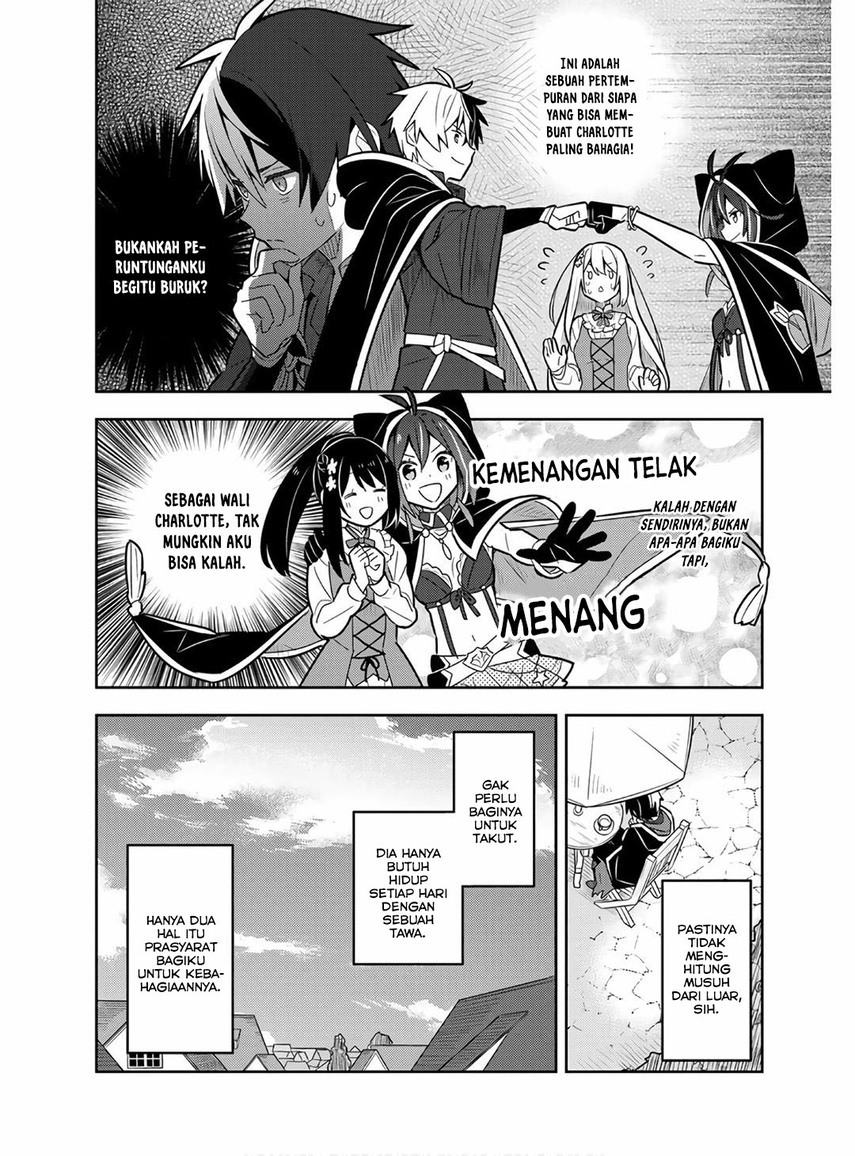 INI ADALAH
SEBUAH PERTEM-
PURAN DARI SIAPA
YANG BISA MEM-
BUAT CHARLOTTE
PALING BAHAGIA!
BUKANKAH PE-
RUNTUNGANKU
BEGITU BURUK?
SEBAGAI WALI
CHARLOTTE, TAK
MUNGKIN AKU
BISA KALAH.
KEMENANGAN TELAK
KALAH DENGAN
SENDIRINYA, BUKAN
APA-APA BAGIKU
TAPI,
MENANG
GAK
PERLU
BAGINYA
UNTUK
TAKUT.
DIA HANYA
BUTUH
HIDUP
SETIAP HARI
DENGAN
SEBUAH
TAWA.
HANYA DUA
HAL ITU
PRASYARAT
BAGIKU
UNTUK KEBA-
HAGIAANNYA.
PASTINYA
TIDAK
MENG-
HITUNG
MUSUH
DARI LUAR,
SIH.